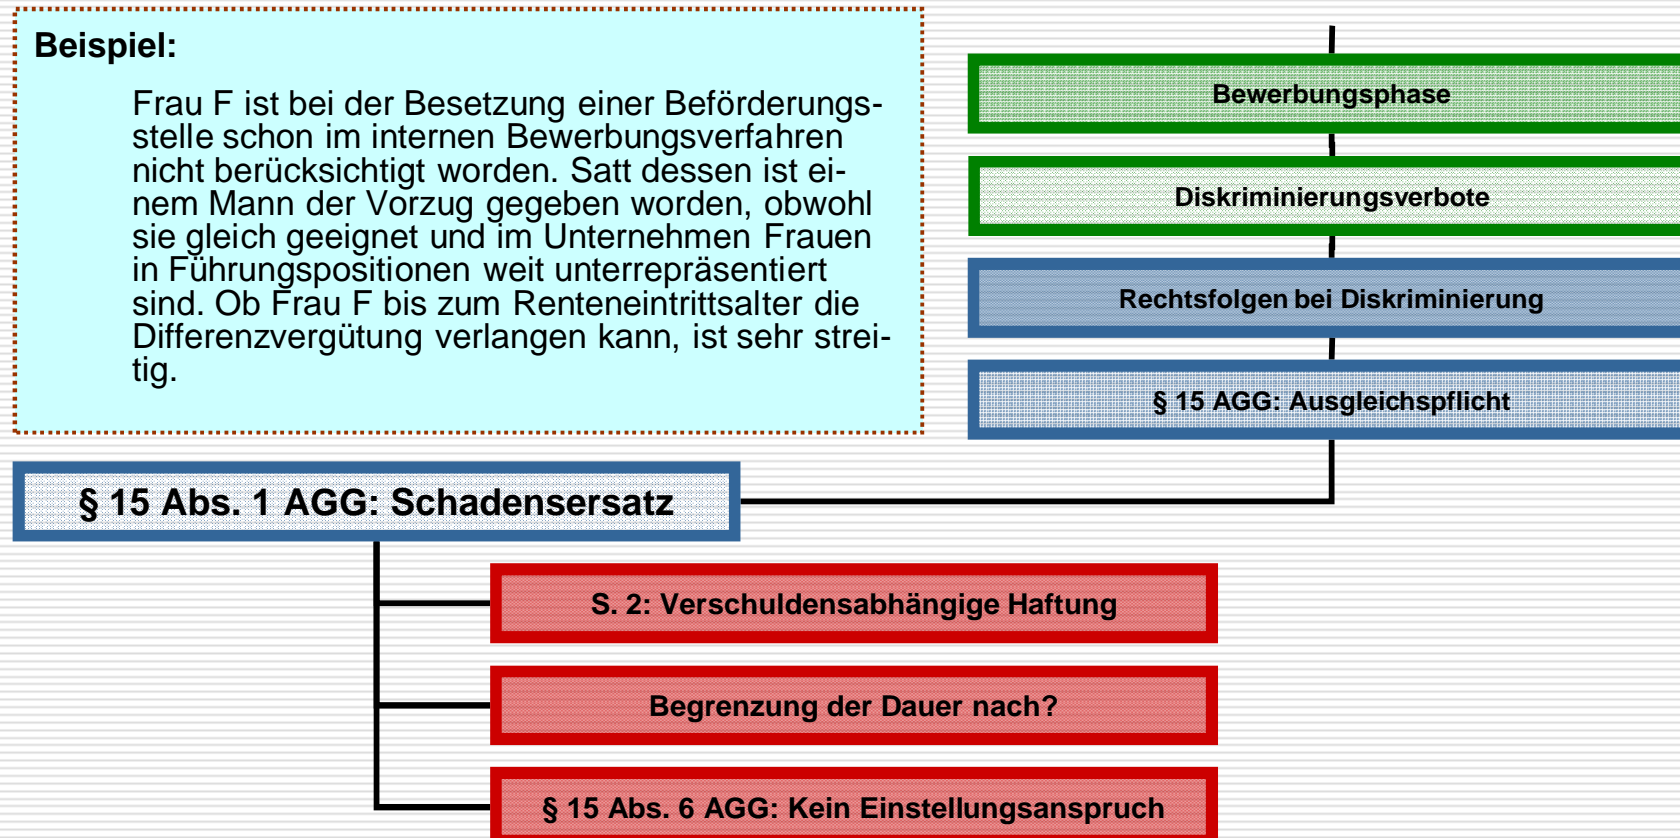 Beispiel:
Frau F ist bei der Besetzung einer Beförderungs-
stelle schon im internen Bewerbungsverfahren
nicht berücksichtigt worden. Satt dessen ist ei-
nem Mann der Vorzug gegeben worden, obwohl
sie gleich geeignet und im Unternehmen Frauen
in Führungspositionen weit unterrepräsentiert
sind. Ob Frau F bis zum Renteneintrittsalter die
Differenzvergütung verlangen kann, ist sehr strei-
tig.
Bewerbungsphase
Diskriminierungsverbote
Rechtsfolgen bei Diskriminierung
§ 15 AGG: Ausgleichspflicht
§ 15 Abs. 1 AGG: Schadensersatz
S. 2: Verschuldensabhängige Haftung
Begrenzung der Dauer nach?
§ 15 Abs. 6 AGG: Kein Einstellungsanspruch